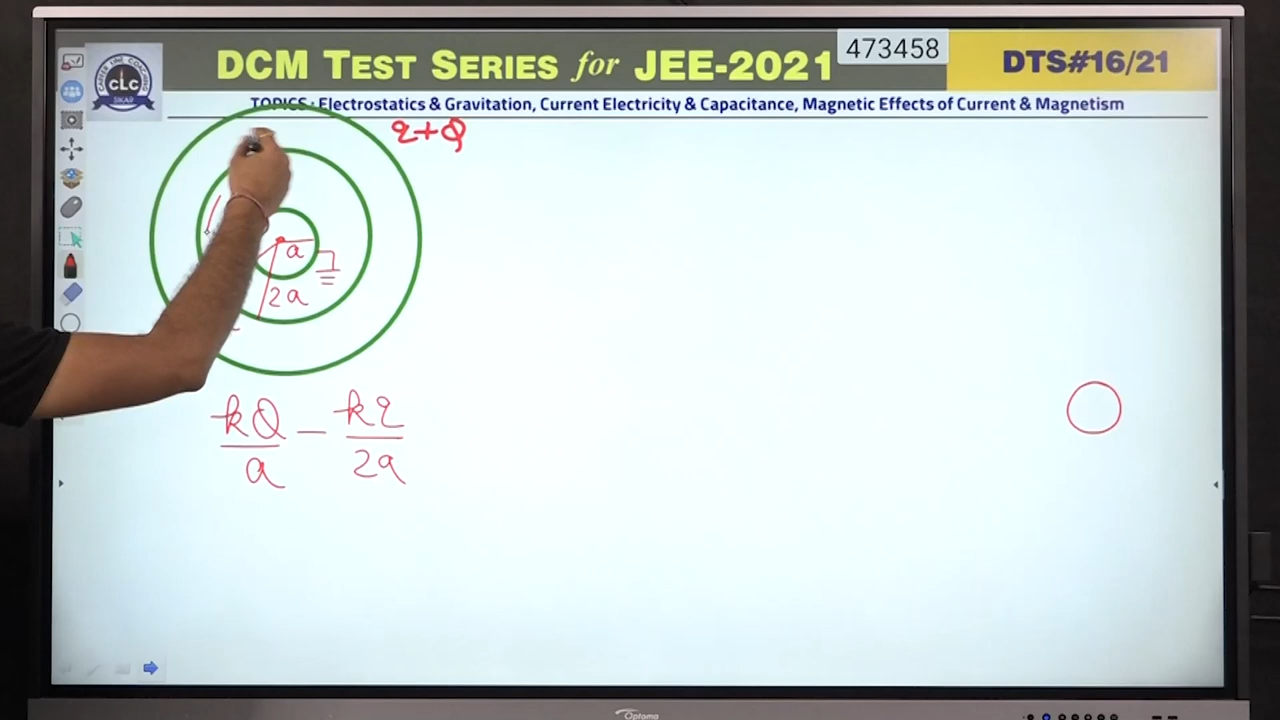 473458
DCM TEST SERIES for JEE-2021
DTS#16/21
CLC
SIKAR
TOPICS : Electrostatics & Gravitation, Current Electricity & Capacitance, Magnetic Effects of Current & Magnetism
q+Q
a
2a
kQ/a − kq/2a
Optoma